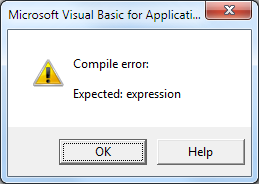 Microsoft Visual Basic for Applicati...
Compile error:
Expected: expression
OK
Help